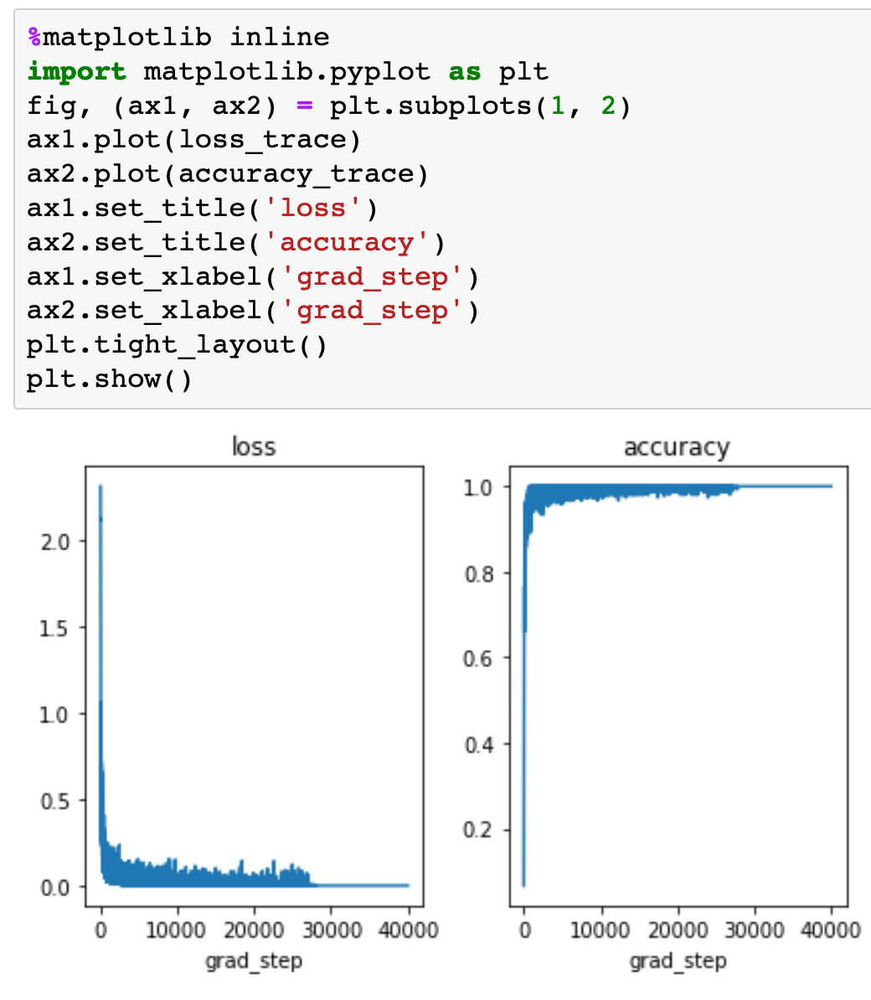 %matplotlib inline
import matplotlib.pyplot as plt
fig, (ax1, ax2) = plt.subplots(1, 2)
ax1.plot(loss_trace)
ax2.plot(accuracy_trace)
ax1.set_title('loss')
ax2.set_title('accuracy')
ax1.set_xlabel('grad_step')
ax2.set_xlabel('grad_step')
plt.tight_layout()
plt.show()
loss
2.0
1.5
1.0
0.5
0.0
0 10000 20000 30000 40000
grad_step
accuracy
1.0
0.8
0.6
0.4
0.2
0 10000 20000 30000 40000
grad_step